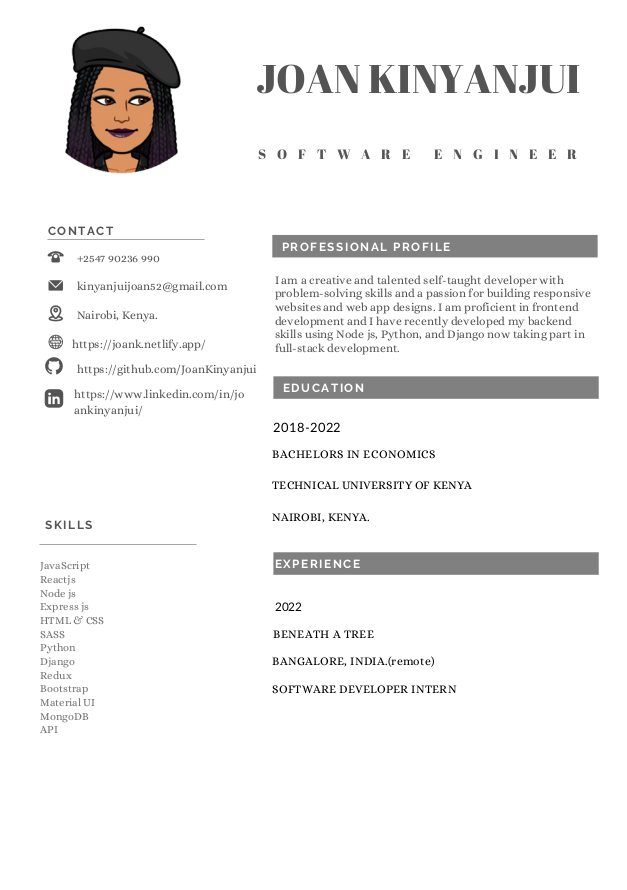 JOAN KINYANJUI
SOFTWARE ENGINEER
CONTACT
+2547 90236 990
kinyanjuijoan52@gmail.com
Nairobi, Kenya.
https://joank.netlify.app/
https://github.com/JoanKinyanjui
https://www.linkedin.com/in/jo
ankinyanjui/
SKILLS
JavaScript
Reactjs
Node js
Express js
HTML & CSS
SASS
Python
Django
Redux
Bootstrap
Material UI
MongoDB
API
PROFESSIONAL PROFILE
I am a creative and talented self-taught developer with
problem-solving skills and a passion for building responsive
websites and web app designs. I am proficient in frontend
development and I have recently developed my backend
skills using Node js, Python, and Django now taking part in
full-stack development.
EDUCATION
2018-2022
BACHELORS IN ECONOMICS
TECHNICAL UNIVERSITY OF KENYA
NAIROBI, KENYA.
EXPERIENCE
2022
BENEATH A TREE
BANGALORE, INDIA.(remote)
SOFTWARE DEVELOPER INTERN